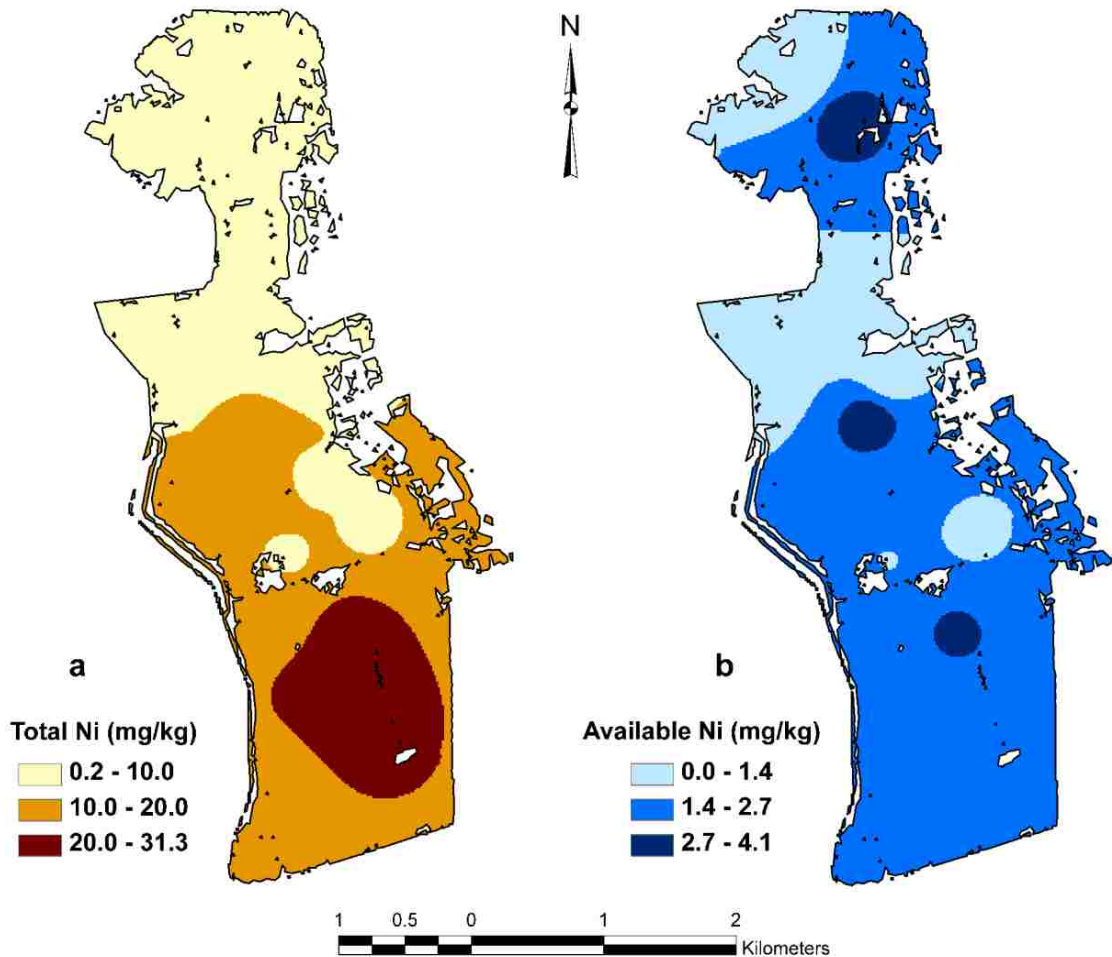 N
a
b
Total Ni (mg/kg)
0.2 - 10.0
10.0 - 20.0
20.0 - 31.3
Available Ni (mg/kg)
0.0 - 1.4
1.4 - 2.7
2.7 - 4.1
1 0.5 0 1 2
Kilometers